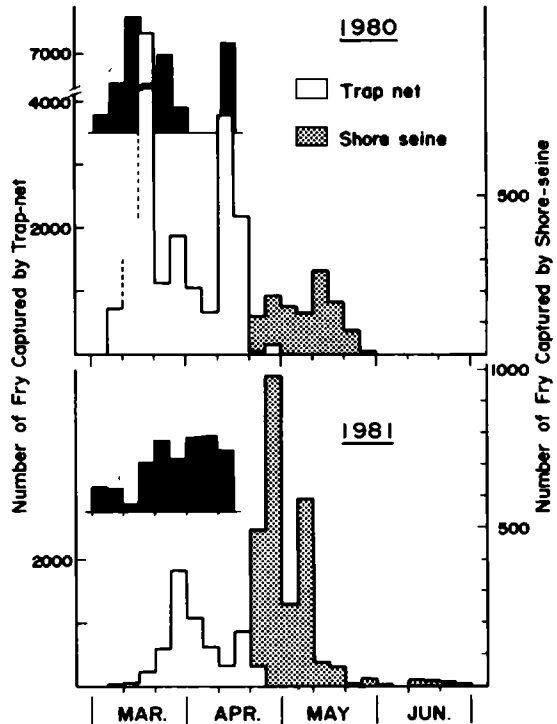 1980
7000
4000
2000
Trap net
Shore seine
500
Number of Fry Captured by Trap-net
Number of Fry Captured by Shore-seine
1981
1000
500
2000
MAR. APR. MAY JUN.